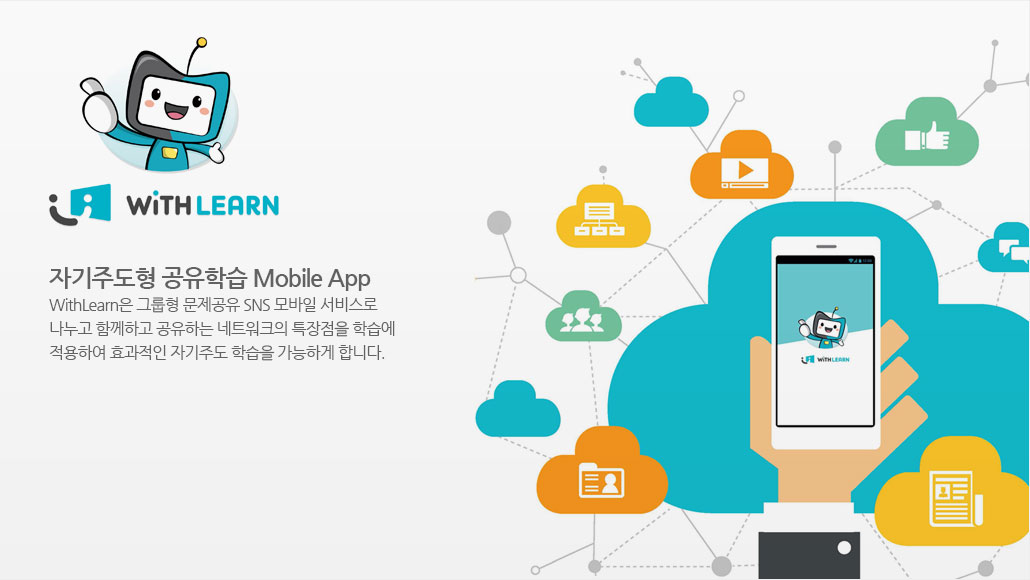 WiTHLEARN
자기주도형 공유학습 Mobile App
WithLearn은 그룹형 문제공유 SNS 모바일 서비스로
나누고 함께하고 공유하는 네트워크의 특장점을 학습에
적용하여 효과적인 자기주도 학습을 가능하게 합니다.
WiTHLEARN